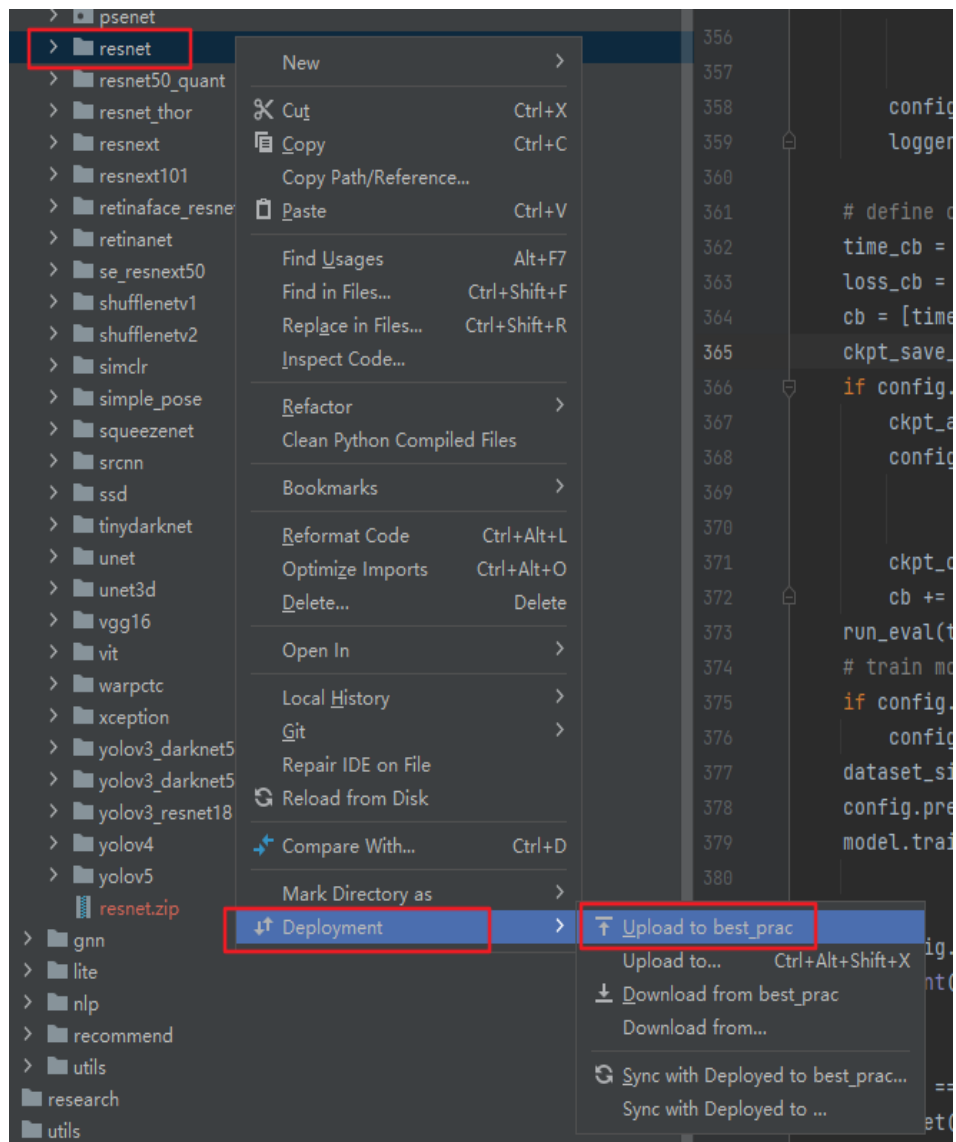 psenet
resnet
resnet50_quant
resnet_thor
resnext
resnext101
retinaface_resne
retinanet
se_resnext50
shufflenetv1
shufflenetv2
simclr
simple_pose
squeezenet
srcnn
ssd
tinydarknet
unet
unet3d
vgg16
vit
warpctc
xception
yolov3_darknet5
yolov3_darknet5
yolov3_resnet18
yolov4
yolov5
resnet.zip
gnn
lite
nlp
recommend
utils
research
utils
New
Cut Ctrl+X
Copy Ctrl+C
Copy Path/Reference...
Paste Ctrl+V
Find Usages Alt+F7
Find in Files... Ctrl+Shift+F
Replace in Files... Ctrl+Shift+R
Inspect Code...
Refactor
Clean Python Compiled Files
Bookmarks
Reformat Code Ctrl+Alt+L
Optimize Imports Ctrl+Alt+O
Delete... Delete
Open In
Local History
Git
Repair IDE on File
Reload from Disk
Compare With... Ctrl+D
Mark Directory as
Deployment
Upload to best_prac
Upload to... Ctrl+Alt+Shift+X
Download from best_prac
Download from...
Sync with Deployed to best_prac...
Sync with Deployed to ...
356
357
358 config
359 logger
360
361 # define c
362 time_cb =
363 loss_cb =
364 cb = [time
365 ckpt_save_
366 if config.
367 ckpt_a
368 config
369
370
371 ckpt_c
372 cb +=
373 run_eval(t
374 # train mo
375 if config.
376 config
377 dataset_si
378 config.pre
379 model.trai
380
ig.
nt(
==
et(